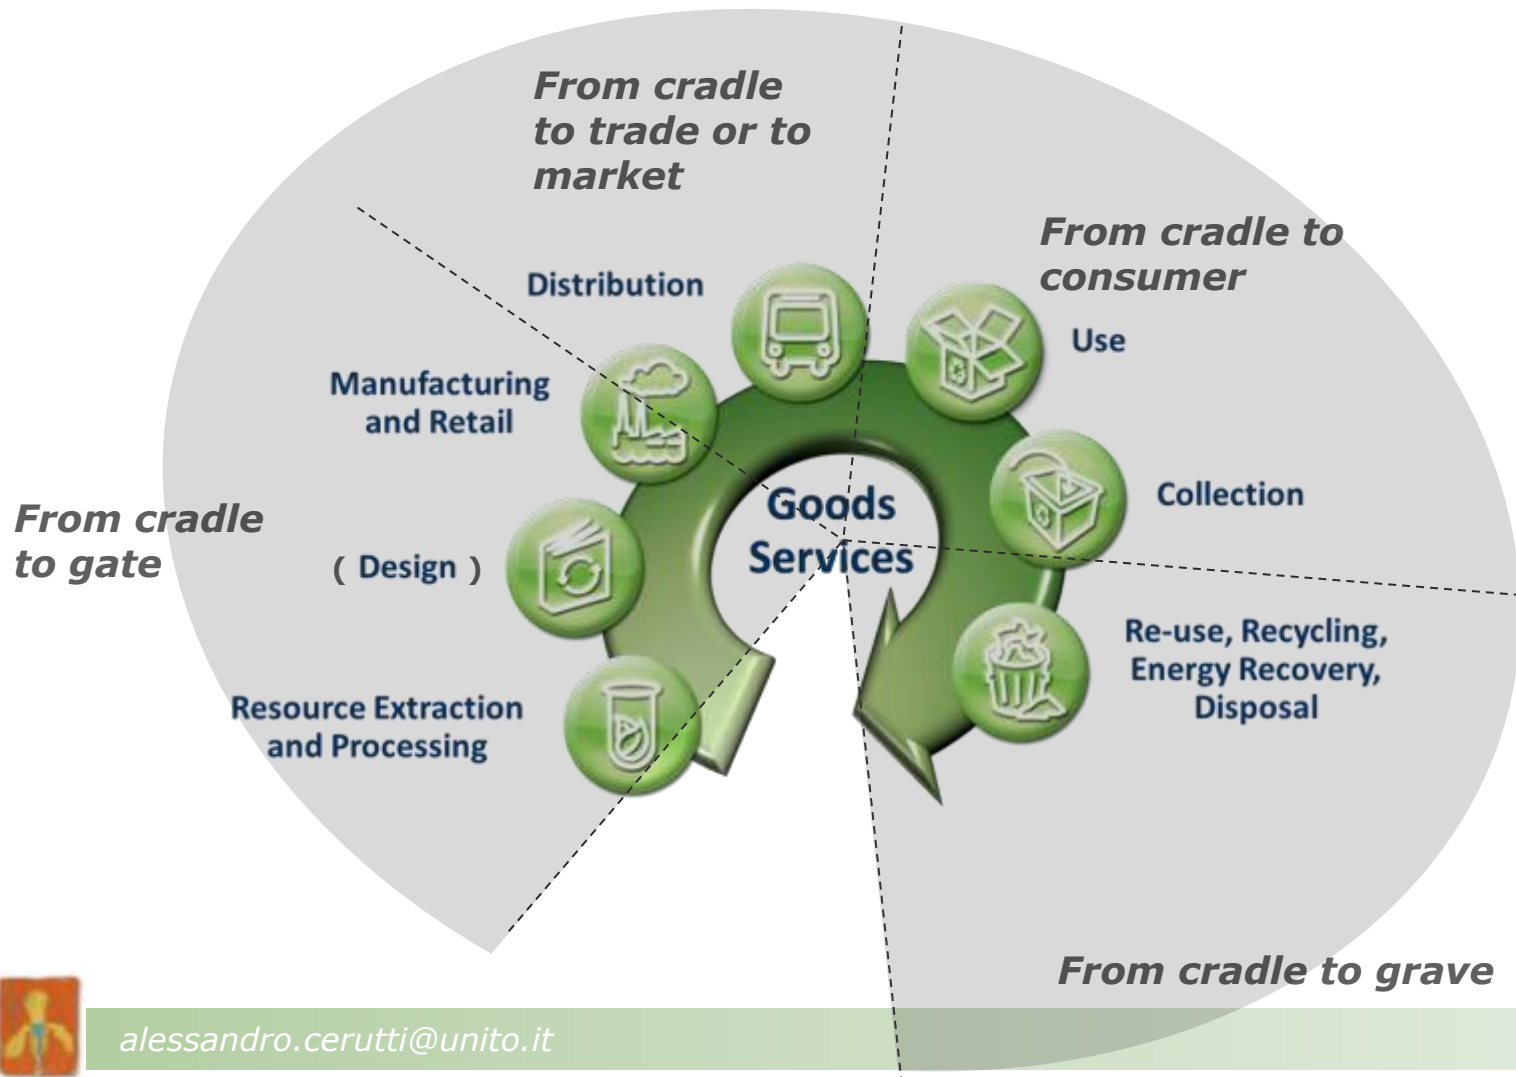 From cradle
to trade or to
market
From cradle to
consumer
Distribution
Use
Manufacturing
and Retail
Goods
Services
Collection
From cradle
to gate
( Design )
Re-use, Recycling,
Energy Recovery,
Disposal
Resource Extraction
and Processing
From cradle to grave
alessandro.cerutti@unito.it